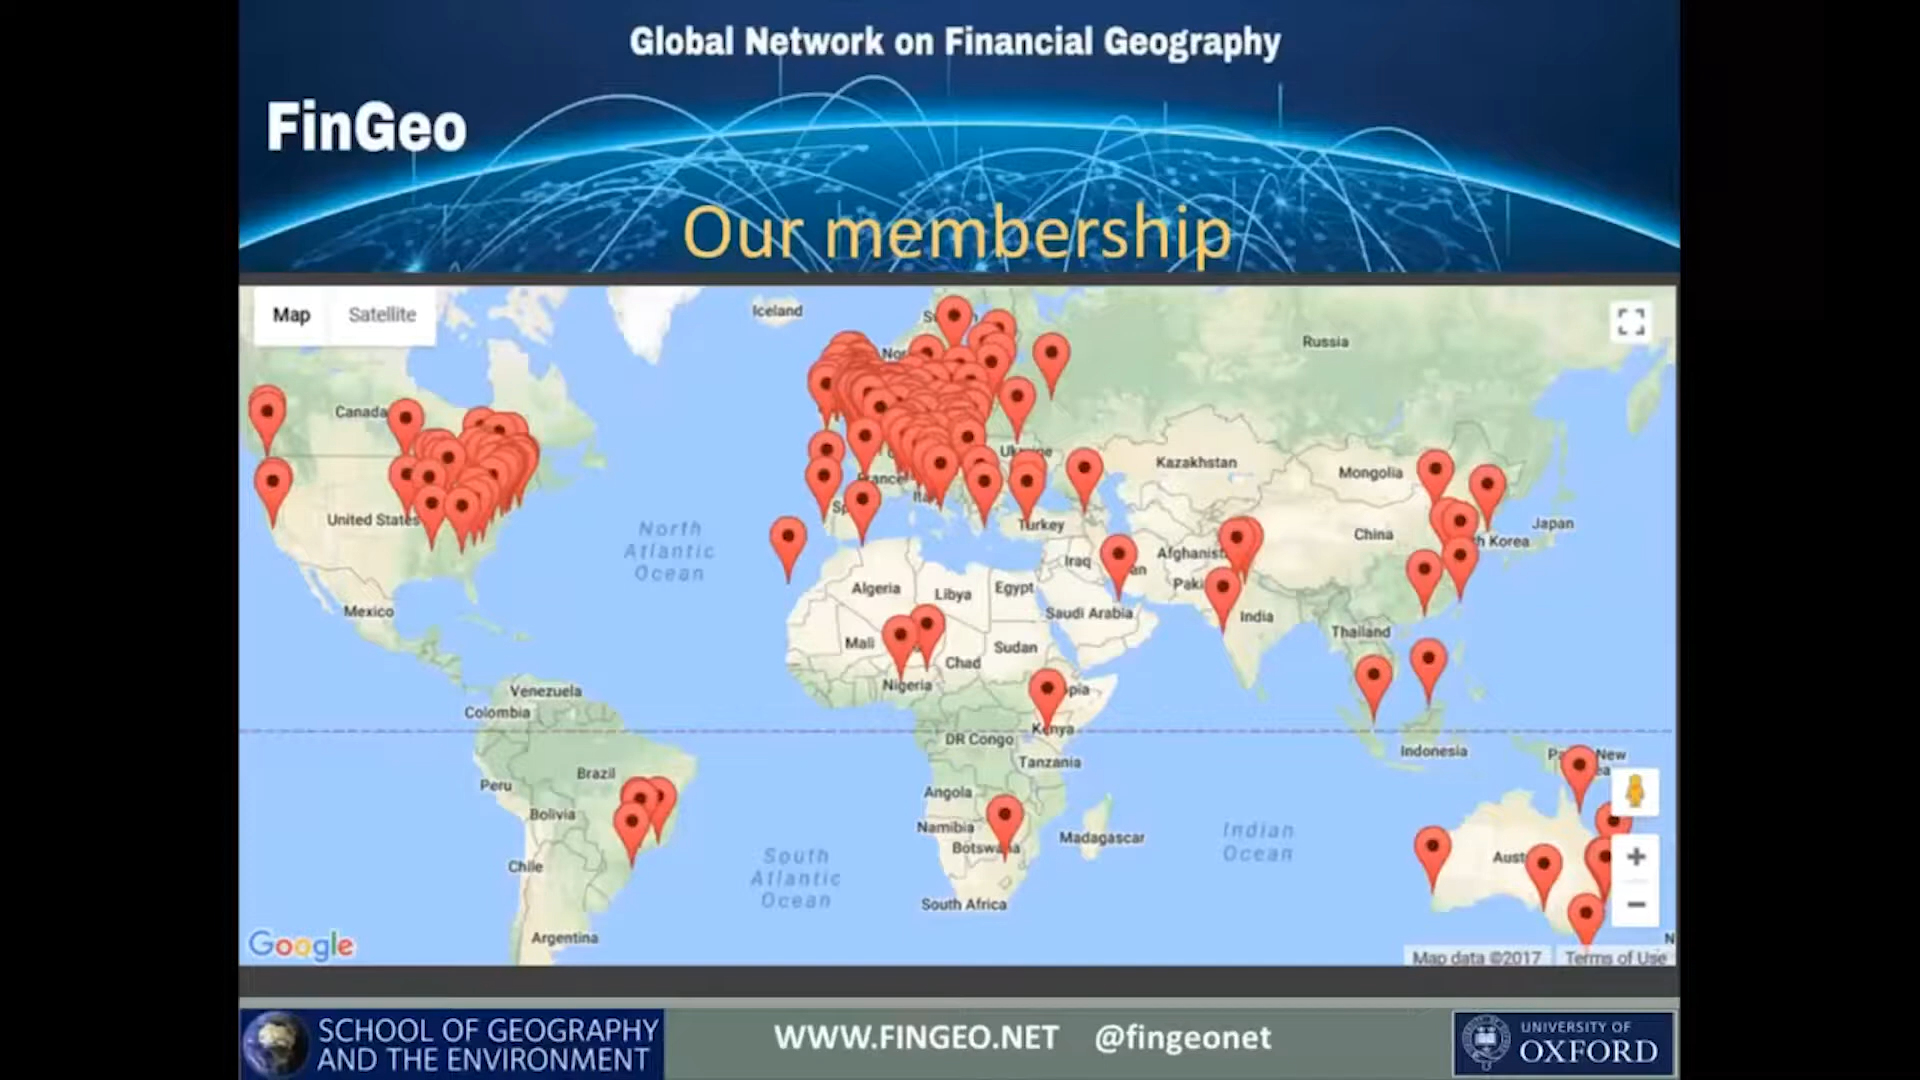 Global Network on Financial Geography
FinGeo
Our membership
Map
Satellite
Iceland
Russia
Canada
Kazakhstan
Mongolia
United States
Turkey
China
Japan
North
Atlantic
Ocean
Iraq
Afghanist
Algeria
Libya
Egypt
Mexico
Saudi Arabia
India
Mali
Sudan
Thailand
Chad
Nigeria
Venezuela
Colombia
Kenya
DR Congo
Indonesia
Tanzania
Brazil
Peru
Angola
Bolivia
Namibia
Madagascar
Indian
Ocean
Botswana
South
Atlantic
Ocean
Chile
South Africa
Argentina
Google
Map data ©2017
Terms of Use
SCHOOL OF GEOGRAPHY
AND THE ENVIRONMENT
WWW.FINGEO.NET @fingeonet
UNIVERSITY OF
OXFORD